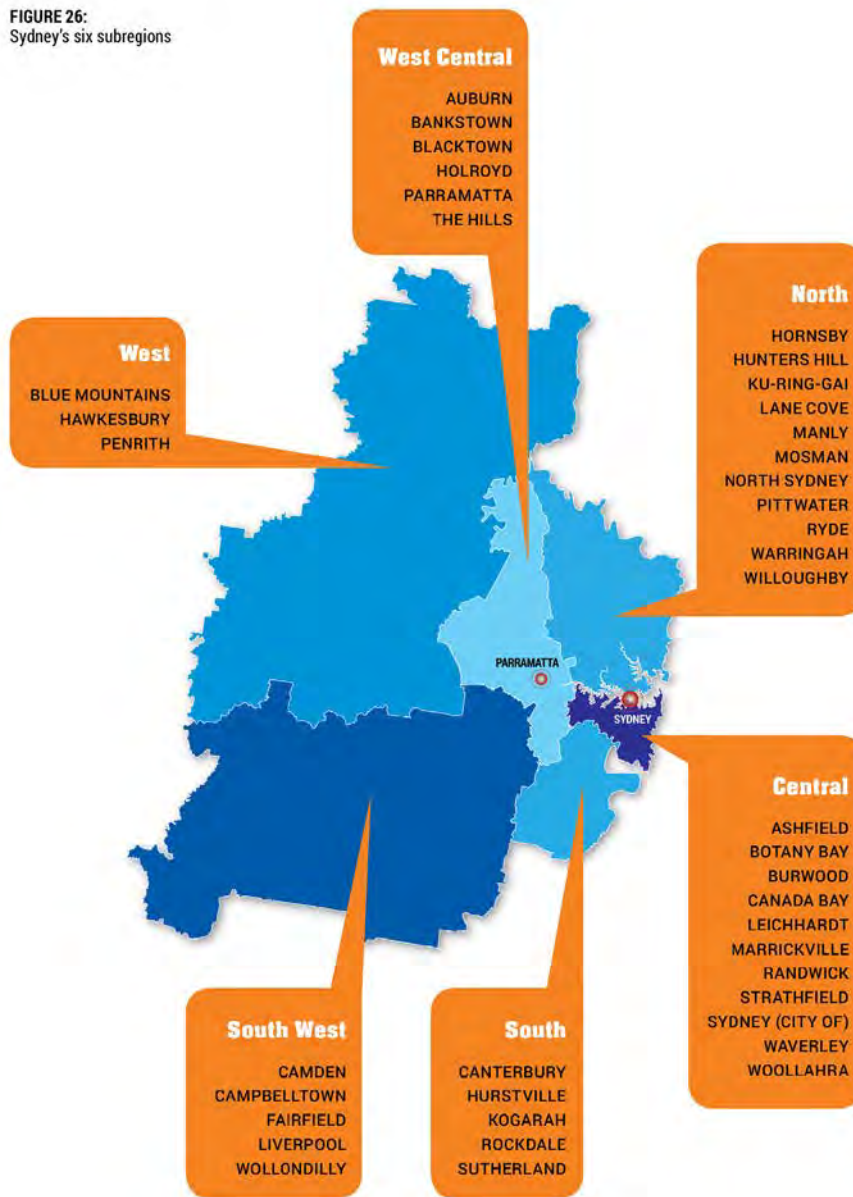 FIGURE 26:
Sydney's six subregions
West Central
AUBURN
BANKSTOWN
BLACKTOWN
HOLROYD
PARRAMATTA
THE HILLS
North
HORNSBY
HUNTERS HILL
KU-RING-GAI
LANE COVE
MANLY
MOSMAN
NORTH SYDNEY
PITTWATER
RYDE
WARRINGAH
WILLOUGHBY
West
BLUE MOUNTAINS
HAWKESBURY
PENRITH
PARRAMATTA
SYDNEY
Central
ASHFIELD
BOTANY BAY
BURWOOD
CANADA BAY
LEICHHARDT
MARRICKVILLE
RANDWICK
STRATHFIELD
SYDNEY (CITY OF)
WAVERLEY
WOOLLAHRA
South West
CAMDEN
CAMPBELLTOWN
FAIRFIELD
LIVERPOOL
WOLLONDILLY
South
CANTERBURY
HURSTVILLE
KOGARAH
ROCKDALE
SUTHERLAND